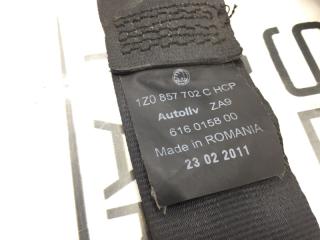 1Z0 857 702 C HCP
Autoliv ZA9
616 0158 00
Made in ROMANIA
23 02 2011